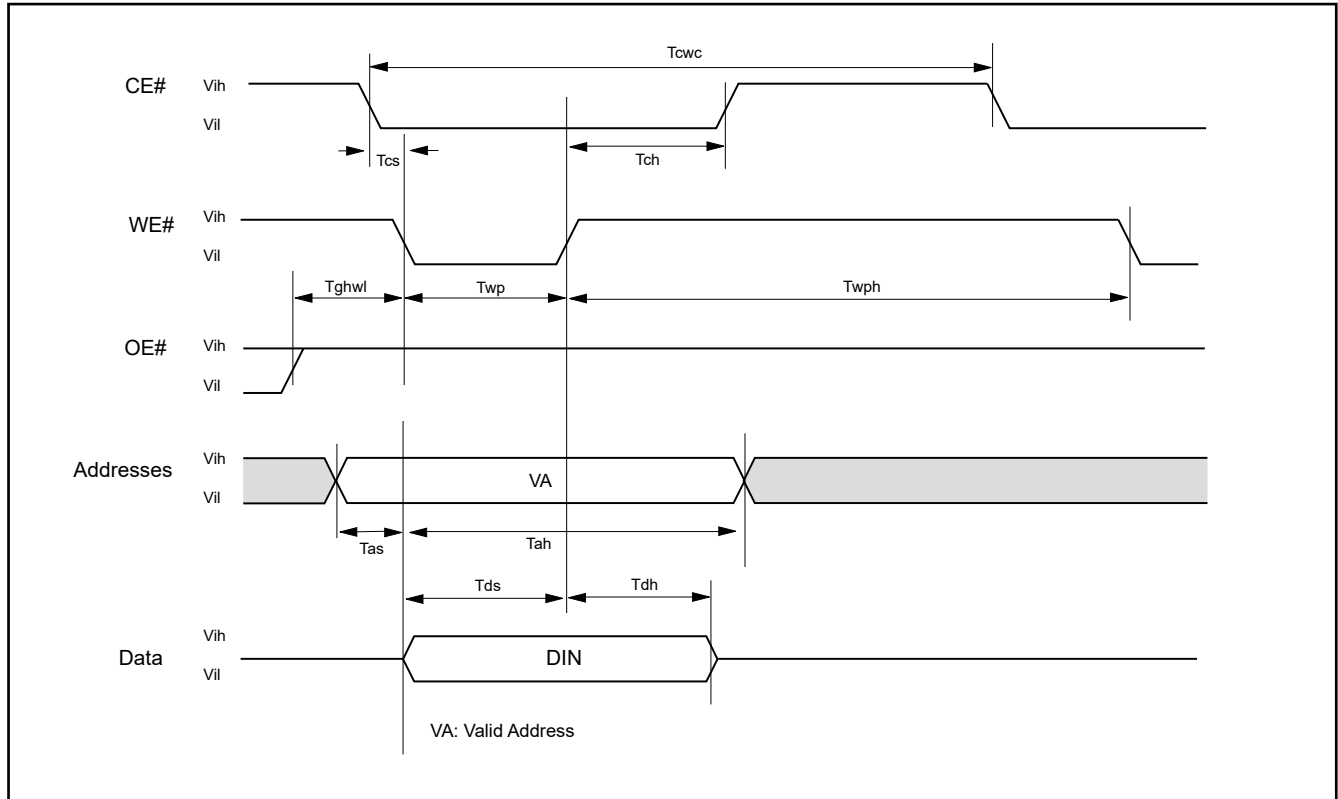 Tcwc
CE# Vih
Vil
Tcs Tch
WE# Vih
Vil
Tghwl Twp Twph
OE# Vih
Vil
Addresses Vih
VA
Vil
Tas Tah
Tds Tdh
Vih
Data DIN
Vil
VA: Valid Address